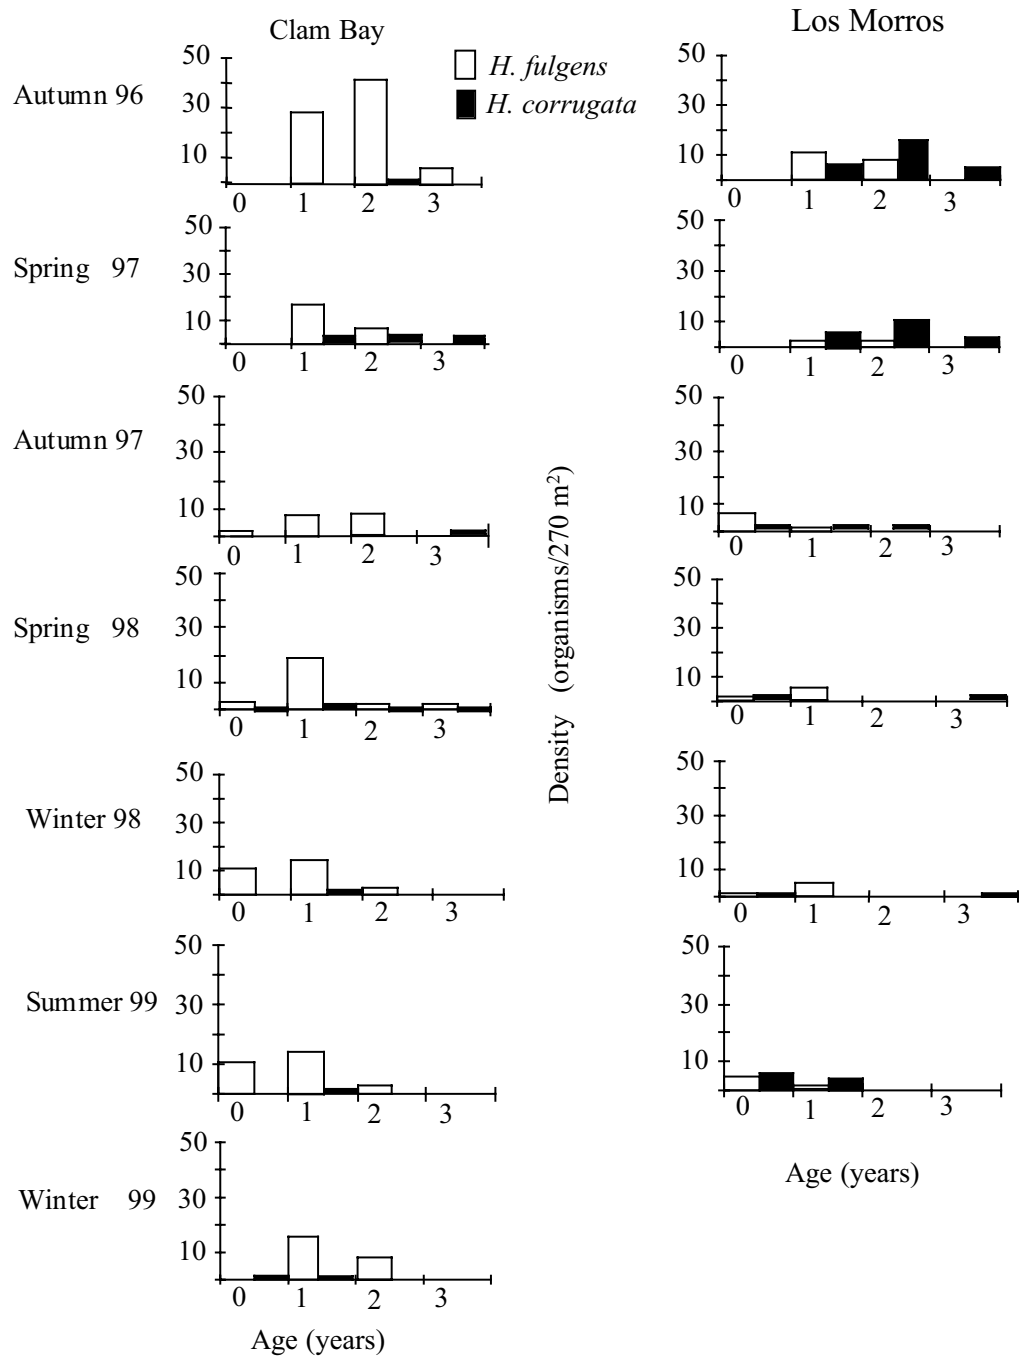 Clam Bay
Los Morros
H. fulgens
H. corrugata
Autumn 96
50
30
10
0 1 2 3
50
30
10
0 1 2 3
Spring 97
50
30
10
0 1 2 3
50
30
10
0 1 2 3
Autumn 97
50
30
10
0 1 2 3
50
30
10
0 1 2 3
Density (organisms/270 m²)
Spring 98
50
30
10
0 1 2 3
50
30
10
0 1 2 3
Winter 98
50
30
10
0 1 2 3
50
30
10
0 1 2 3
Summer 99
50
30
10
0 1 2 3
50
30
10
0 1 2 3
Age (years)
Winter 99
50
30
10
0 1 2 3
Age (years)